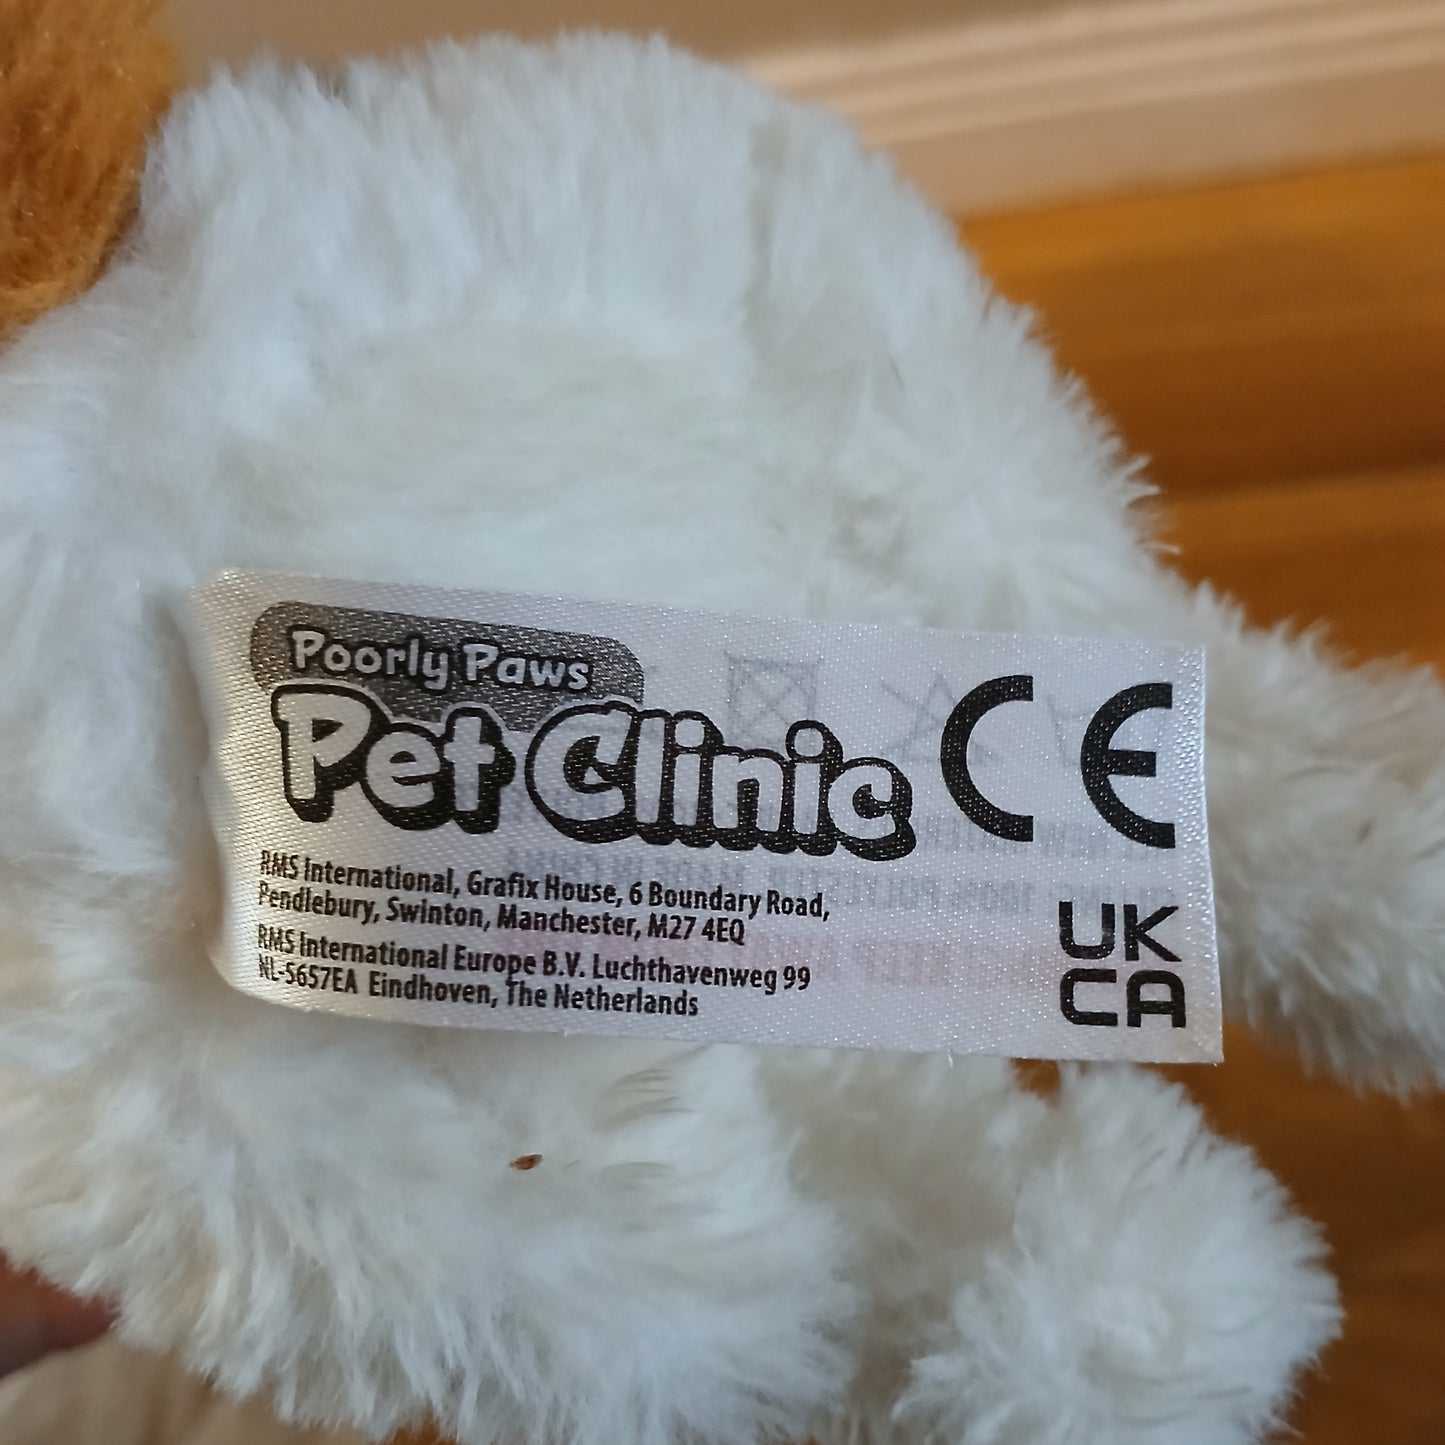 Poorly Paws
Pet Clinic
CE
RMS International, Grafix House, 6 Boundary Road,
Pendlebury, Swinton, Manchester, M27 4EQ
RMS International Europe B.V. Luchthavenweg 99
NL-5657EA Eindhoven, The Netherlands
UK
CA